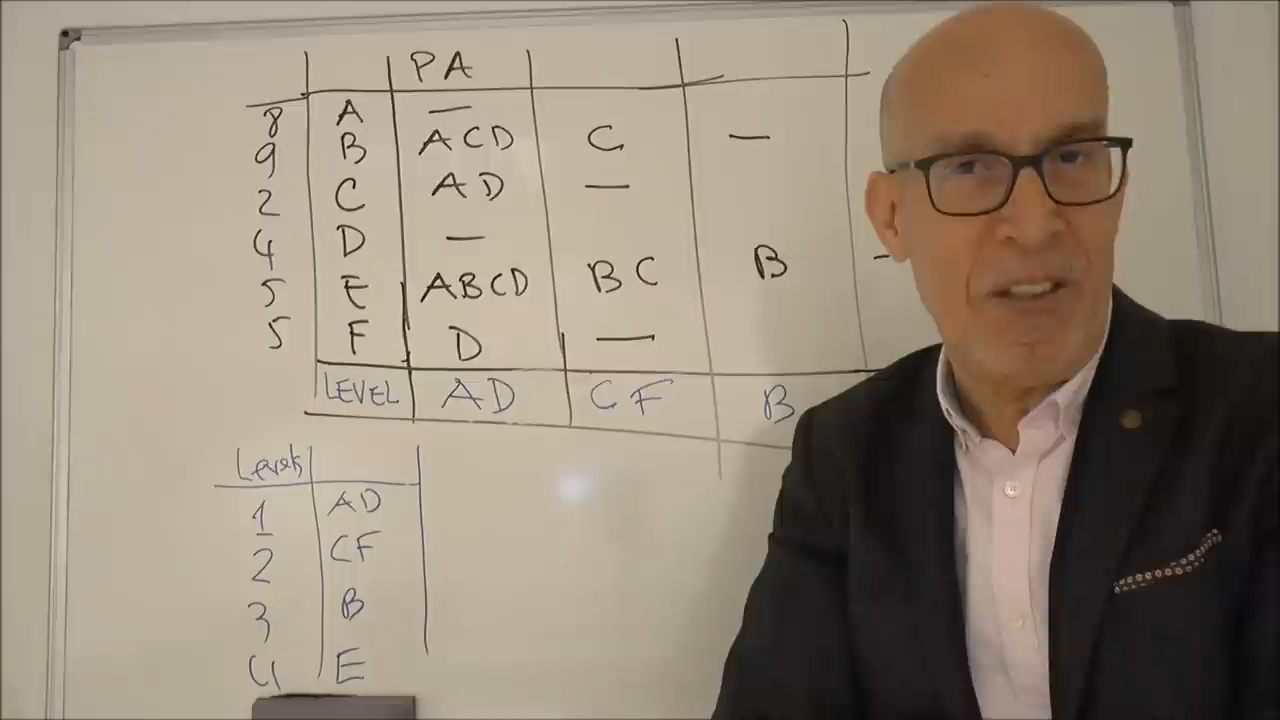 PA
8 A —
9 B ACD C —
2 C AD —
4 D —
5 E ABCD BC B -
5 F D —
LEVEL AD CF B
Levels
1 AD
2 CF
3 B
4 E